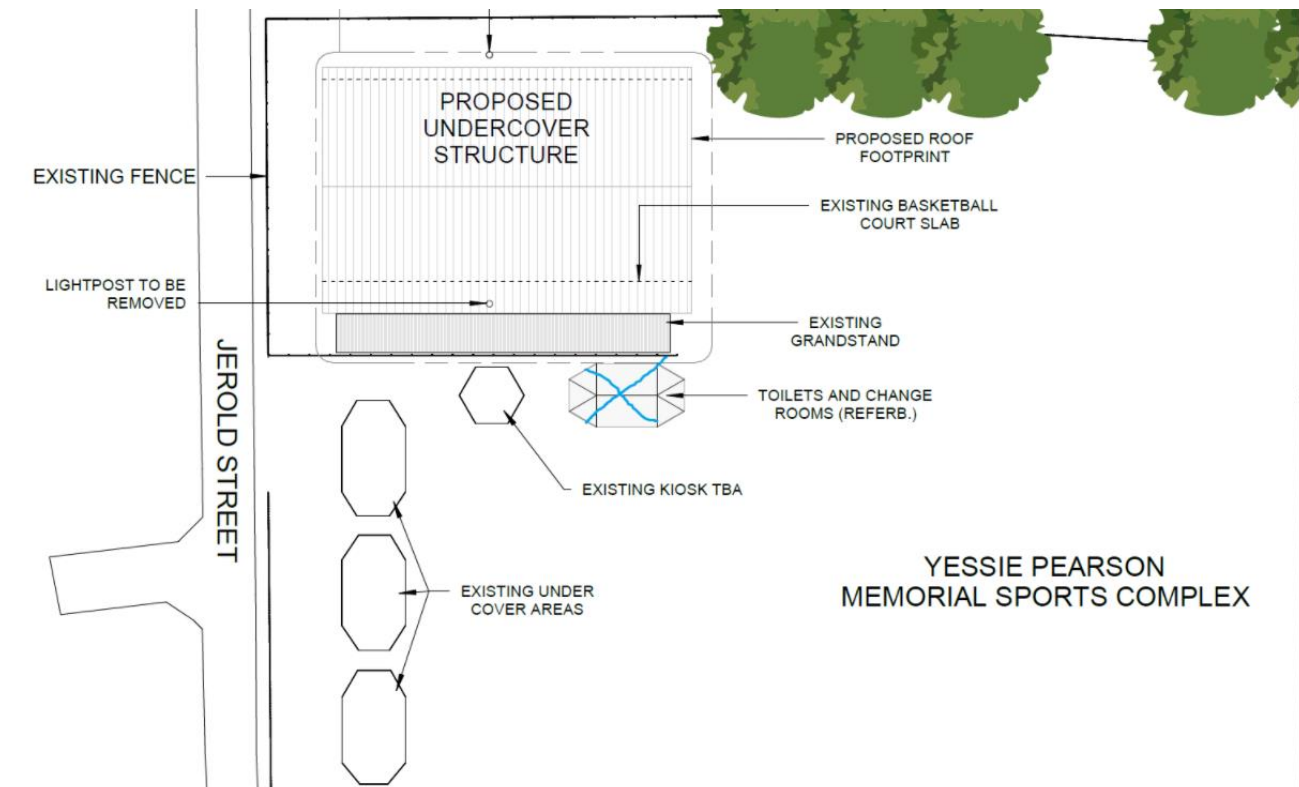 PROPOSED
UNDERCOVER
STRUCTURE
PROPOSED ROOF
FOOTPRINT
EXISTING FENCE
EXISTING BASKETBALL
COURT SLAB
LIGHTPOST TO BE
REMOVED
EXISTING
GRANDSTAND
JEROLD STREET
TOILETS AND CHANGE
ROOMS (REFERB.)
EXISTING KIOSK TBA
EXISTING UNDER
COVER AREAS
YESSIE PEARSON
MEMORIAL SPORTS COMPLEX